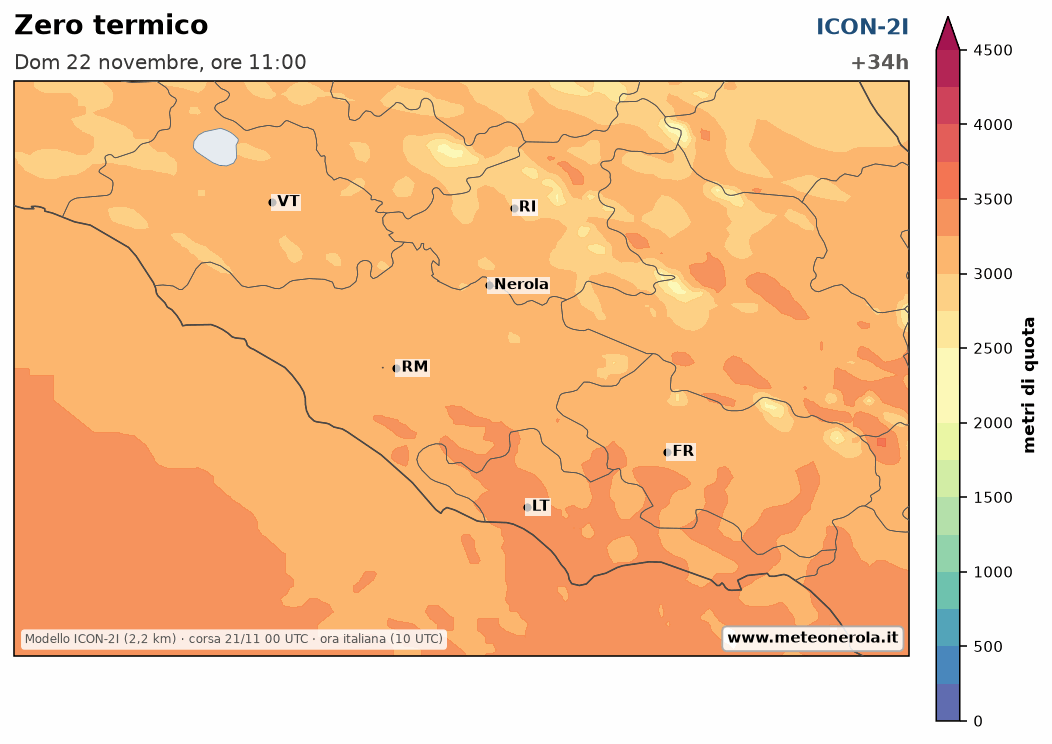 Zero termico
ICON-2I
Dom 22 novembre, ore 11:00
+34h
VT
RI
Nerola
RM
FR
LT
Modello ICON-2I (2,2 km) · corsa 21/11 00 UTC · ora italiana (10 UTC)
www.meteonerola.it
4500
4000
3500
3000
2500
2000
1500
1000
500
0
metri di quota